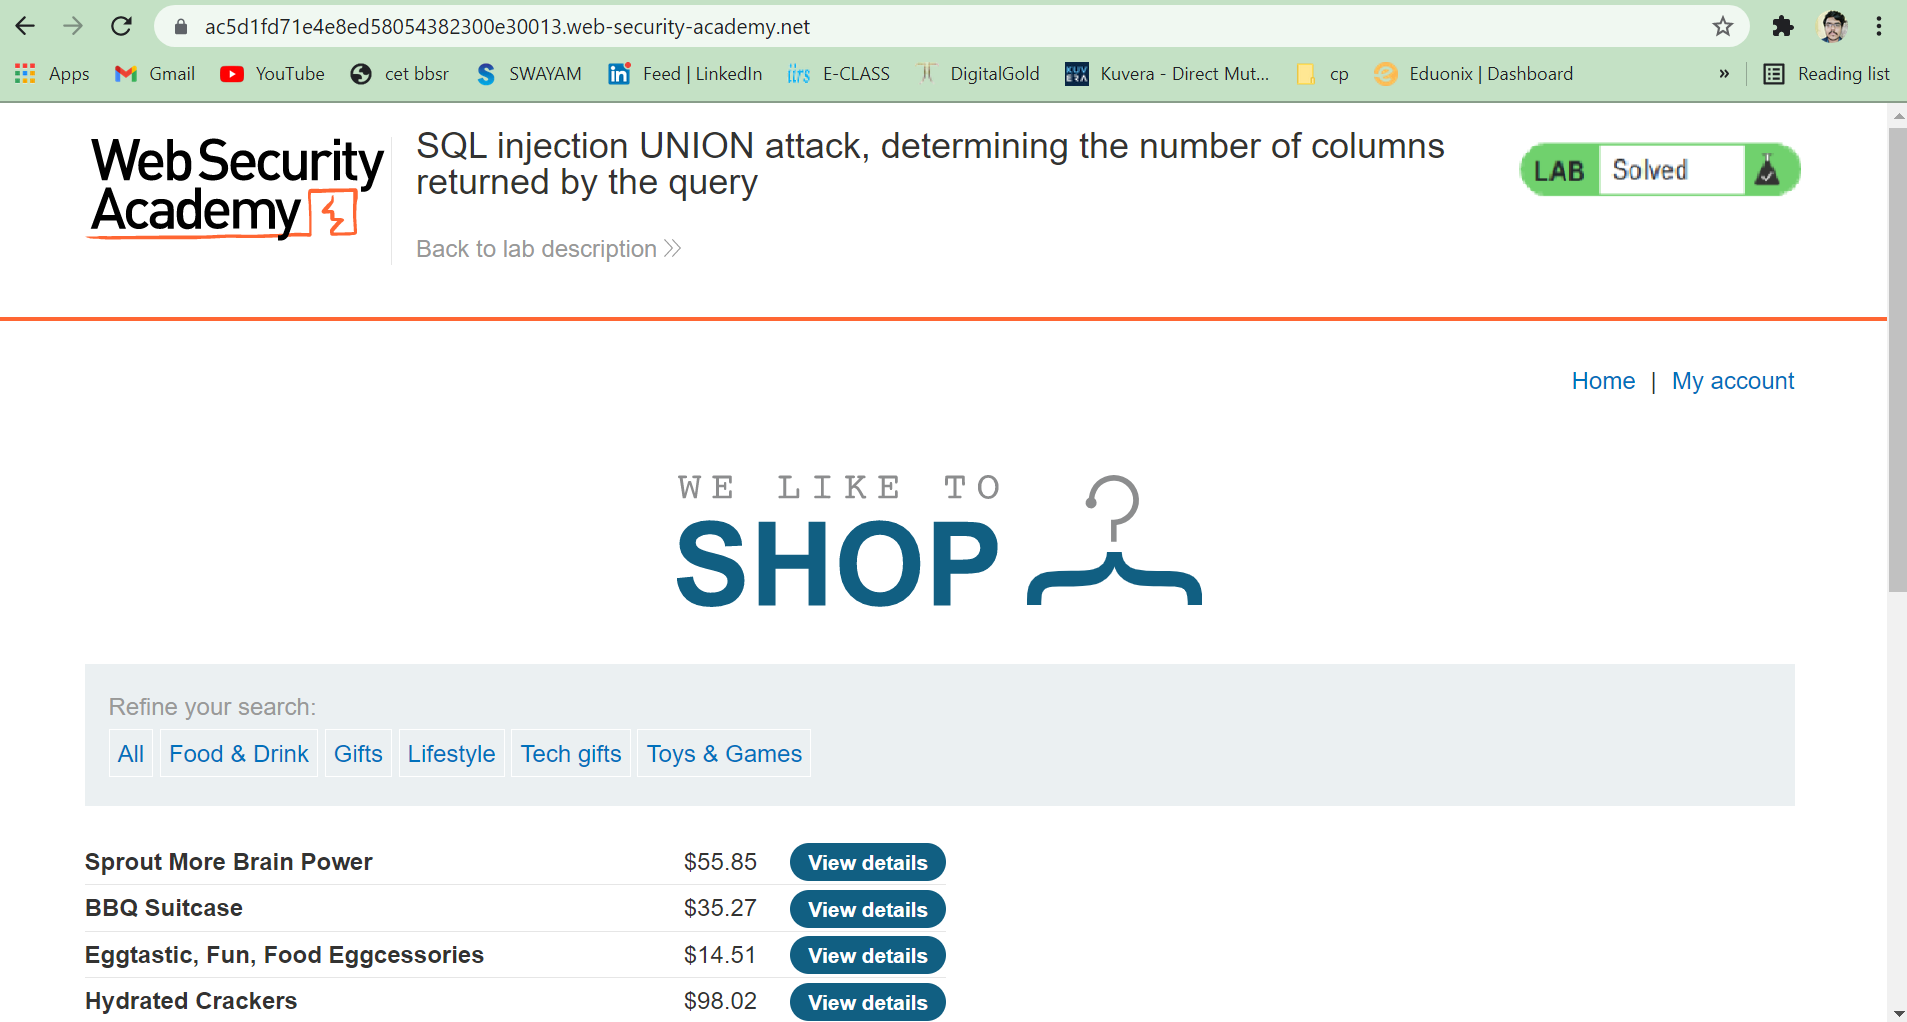 ac5d1fd71e4e8ed58054382300e30013.web-security-academy.net
Apps Gmail YouTube cet bbsr SWAYAM Feed | LinkedIn iirs E-CLASS DigitalGold KUVERA Kuvera - Direct Mut... cp Eduonix | Dashboard » Reading list
Web Security
Academy
SQL injection UNION attack, determining the number of columns
returned by the query
Back to lab description
LAB Solved
Home | My account
WE LIKE TO
SHOP
Refine your search:
All Food & Drink Gifts Lifestyle Tech gifts Toys & Games
Sprout More Brain Power $55.85 View details
BBQ Suitcase $35.27 View details
Eggtastic, Fun, Food Eggcessories $14.51 View details
Hydrated Crackers $98.02 View details